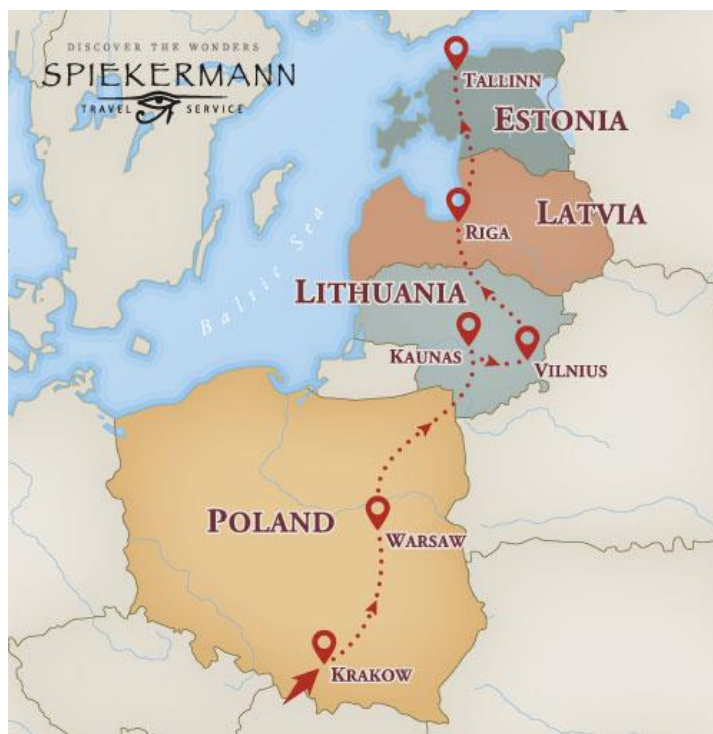 DISCOVER THE WONDERS
SPIEKERMANN
TRAVEL SERVICE
TALLINN
ESTONIA
LATVIA
RIGA
Baltic Sea
LITHUANIA
KAUNAS
VILNIUS
POLAND
WARSAW
KRAKOW